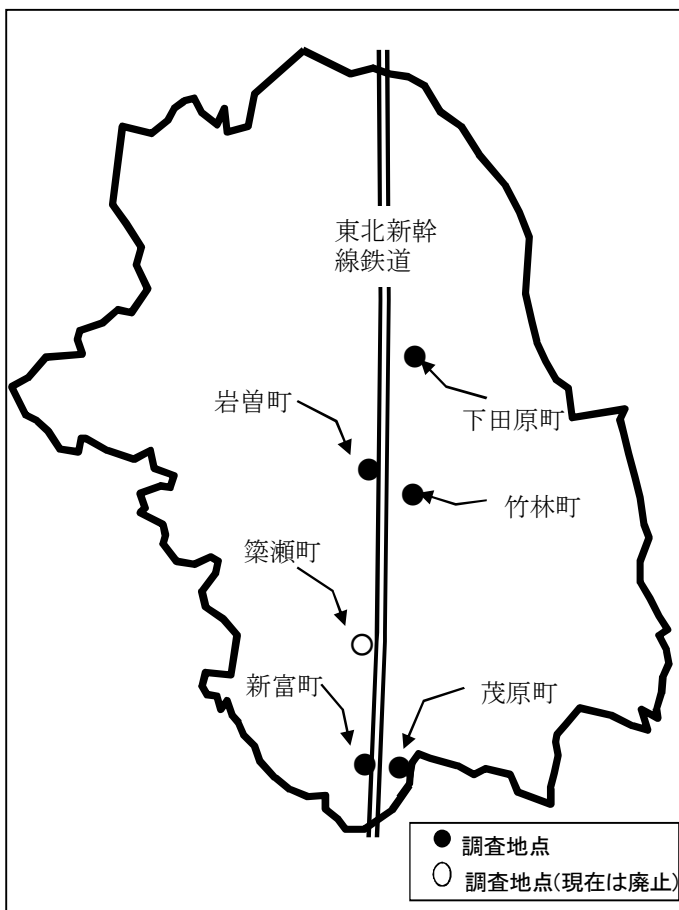 東北新幹
線鉄道
岩曽町
下田原町
竹林町
簗瀬町
新富町
茂原町
調査地点
調査地点(現在は廃止)